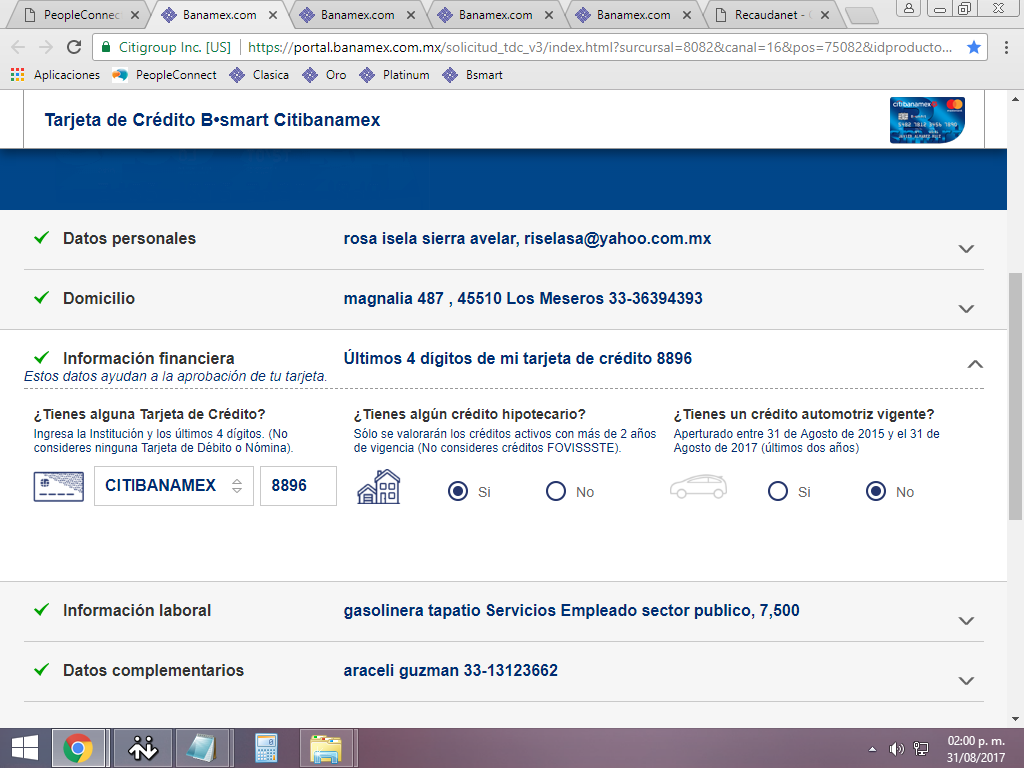 PeopleConnec
Banamex.com
Banamex.com
Banamex.com
Banamex.com
Recaudanet -
Citigroup Inc. [US]
https://portal.banamex.com.mx/solicitud_tdc_v3/index.html?surcursal=8082&canal=16&pos=75082&idproducto...
Aplicaciones
PeopleConnect
Clasica
Oro
Platinum
Bsmart
Tarjeta de Crédito B•smart Citibanamex
citibanamex
Datos personales
rosa isela sierra avelar, riselasa@yahoo.com.mx
Domicilio
magnalia 487 , 45510 Los Meseros 33-36394393
Información financiera
Últimos 4 dígitos de mi tarjeta de crédito 8896
Estos datos ayudan a la aprobación de tu tarjeta.
¿Tienes alguna Tarjeta de Crédito?
Ingresa la Institución y los últimos 4 dígitos. (No
consideres ninguna Tarjeta de Débito o Nómina).
CITIBANAMEX
8896
¿Tienes algún crédito hipotecario?
Sólo se valorarán los créditos activos con más de 2 años
de vigencia (No consideres créditos FOVISSSTE).
Si
No
¿Tienes un crédito automotriz vigente?
Aperturado entre 31 de Agosto de 2015 y el 31 de
Agosto de 2017 (últimos dos años)
Si
No
Información laboral
gasolinera tapatio Servicios Empleado sector publico, 7,500
Datos complementarios
araceli guzman 33-13123662
02:00 p. m.
31/08/2017